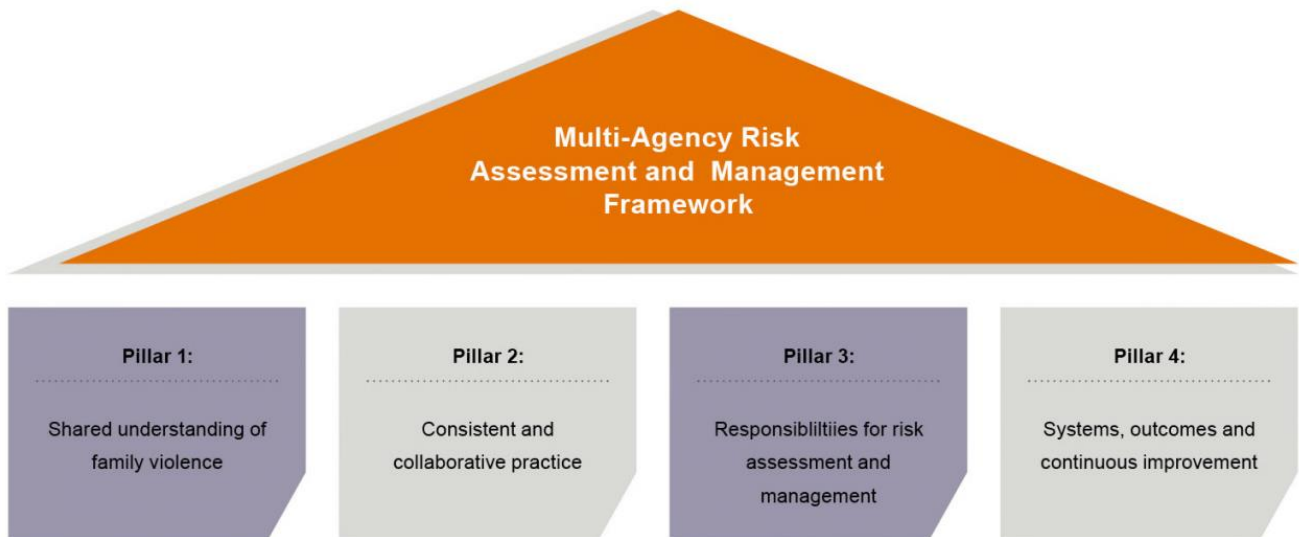 Multi-Agency Risk
Assessment and Management
Framework
Pillar 1:
Shared understanding of
family violence
Pillar 2:
Consistent and
collaborative practice
Pillar 3:
Responsibliltiies for risk
assessment and
management
Pillar 4:
Systems, outcomes and
continuous improvement